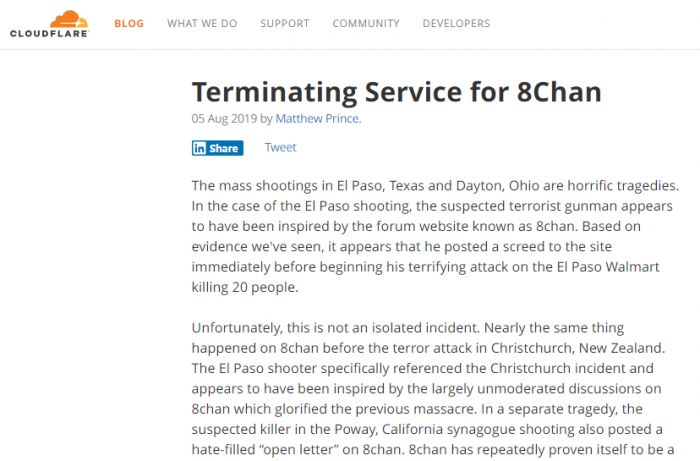 CLOUDFLARE
BLOG WHAT WE DO SUPPORT COMMUNITY DEVELOPERS
Terminating Service for 8Chan
05 Aug 2019 by Matthew Prince.
in Share Tweet
The mass shootings in El Paso, Texas and Dayton, Ohio are horrific tragedies.
In the case of the El Paso shooting, the suspected terrorist gunman appears
to have been inspired by the forum website known as 8chan. Based on
evidence we've seen, it appears that he posted a screed to the site
immediately before beginning his terrifying attack on the El Paso Walmart
killing 20 people.
Unfortunately, this is not an isolated incident. Nearly the same thing
happened on 8chan before the terror attack in Christchurch, New Zealand.
The El Paso shooter specifically referenced the Christchurch incident and
appears to have been inspired by the largely unmoderated discussions on
8chan which glorified the previous massacre. In a separate tragedy, the
suspected killer in the Poway, California synagogue shooting also posted a
hate-filled “open letter” on 8chan. 8chan has repeatedly proven itself to be a